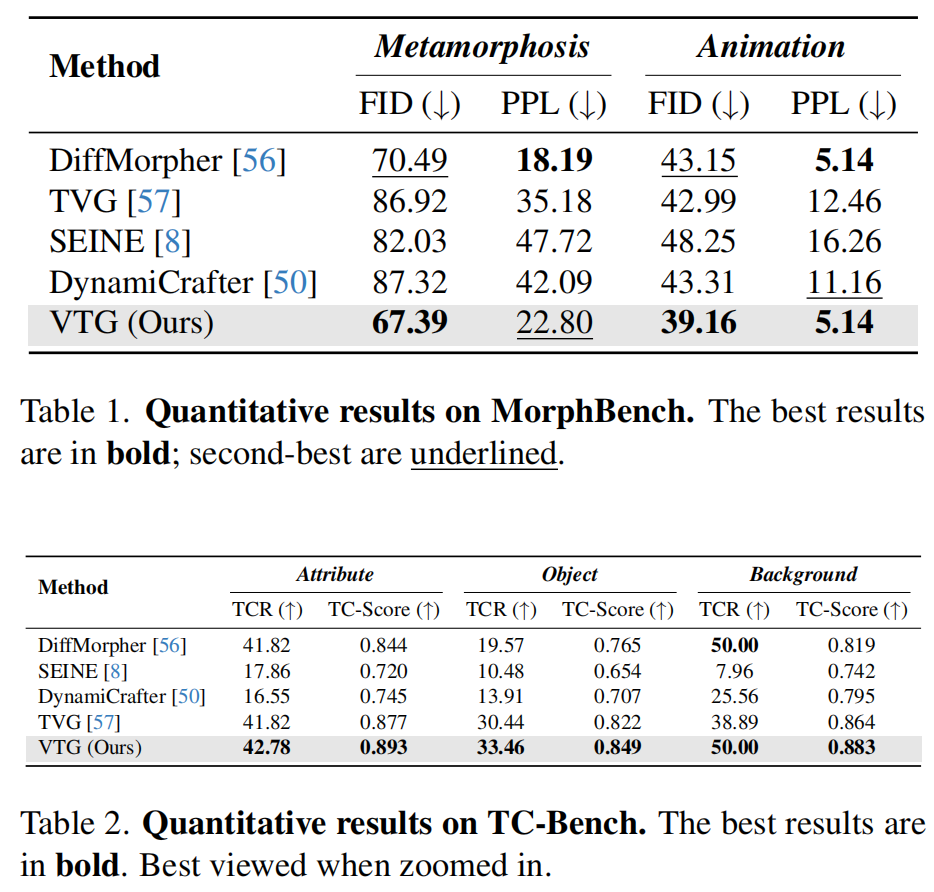 Method Metamorphosis Animation
FID (↓) PPL (↓) FID (↓) PPL (↓)
DiffMorpher [56] 70.49 18.19 43.15 5.14
TVG [57] 86.92 35.18 42.99 12.46
SEINE [8] 82.03 47.72 48.25 16.26
DynamiCrafter [50] 87.32 42.09 43.31 11.16
VTG (Ours) 67.39 22.80 39.16 5.14
Table 1. Quantitative results on MorphBench. The best results
are in bold; second-best are underlined.
Method Attribute Object Background
TCR (↑) TC-Score (↑) TCR (↑) TC-Score (↑) TCR (↑) TC-Score (↑)
DiffMorpher [56] 41.82 0.844 19.57 0.765 50.00 0.819
SEINE [8] 17.86 0.720 10.48 0.654 7.96 0.742
DynamiCrafter [50] 16.55 0.745 13.91 0.707 25.56 0.795
TVG [57] 41.82 0.877 30.44 0.822 38.89 0.864
VTG (Ours) 42.78 0.893 33.46 0.849 50.00 0.883
Table 2. Quantitative results on TC-Bench. The best results are
in bold. Best viewed when zoomed in.